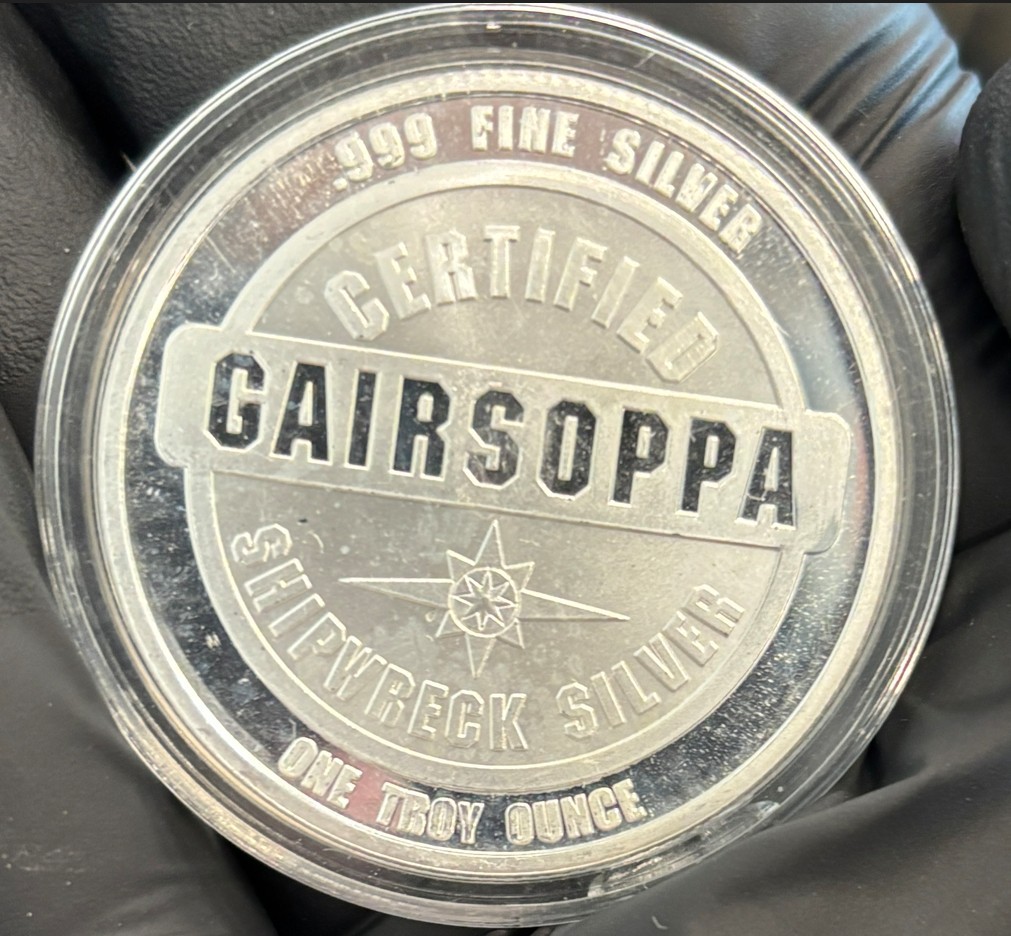 .999 FINE SILVER
CERTIFIED
GAIRSOPPA
SHIPWRECK SILVER
ONE TROY OUNCE